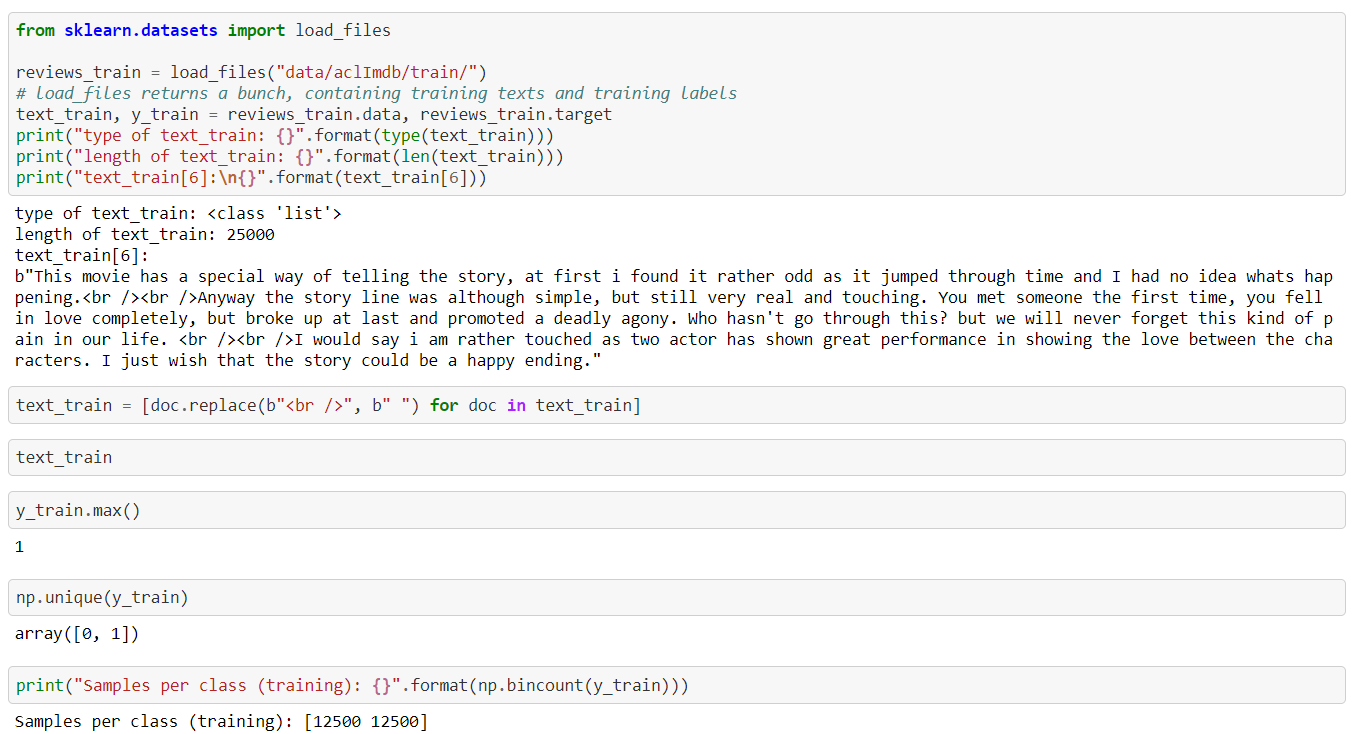 from sklearn.datasets import load_files
reviews_train = load_files("data/aclImdb/train/")
# load_files returns a bunch, containing training texts and training labels
text_train, y_train = reviews_train.data, reviews_train.target
print("type of text_train: {}".format(type(text_train)))
print("length of text_train: {}".format(len(text_train)))
print("text_train[6]:\n{}".format(text_train[6]))
type of text_train: <class 'list'>
length of text_train: 25000
text_train[6]:
b"This movie has a special way of telling the story, at first i found it rather odd as it jumped through time and I had no idea whats hap
pening.<br /><br />Anyway the story line was although simple, but still very real and touching. You met someone the first time, you fell
in love completely, but broke up at last and promoted a deadly agony. Who hasn't go through this? but we will never forget this kind of p
ain in our life. <br /><br />I would say i am rather touched as two actor has shown great performance in showing the love between the cha
racters. I just wish that the story could be a happy ending."
text_train = [doc.replace(b"<br />", b" ") for doc in text_train]
text_train
y_train.max()
1
np.unique(y_train)
array([0, 1])
print("Samples per class (training): {}".format(np.bincount(y_train)))
Samples per class (training): [12500 12500]